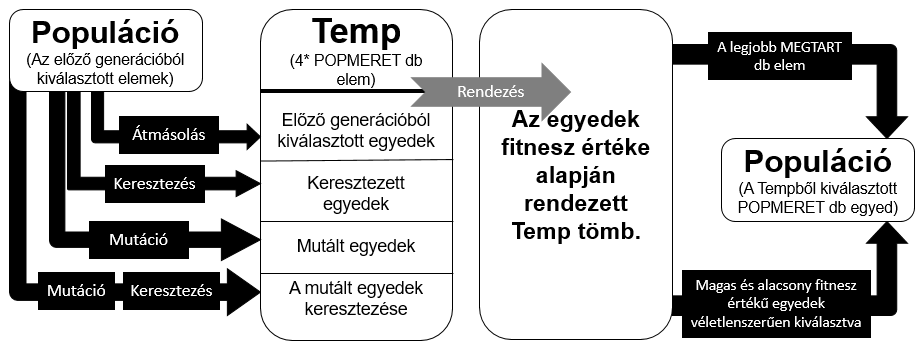 Populáció
(Az előző generációból
kiválasztott elemek)
Átmásolás
Keresztezés
Mutáció
Mutáció
Keresztezés
Temp
(4* POPMERET db
elem)
Előző generációból
kiválasztott egyedek
Keresztezett
egyedek
Mutált egyedek
A mutált egyedek
keresztezése
Rendezés
Az egyedek
fitnesz értéke
alapján
rendezett
Temp tömb.
A legjobb MEGTART
db elem
Populáció
(A Tempből kiválasztott
POPMERET db egyed)
Magas és alacsony fitnesz
értékű egyedek
véletlenszerűen kiválasztva